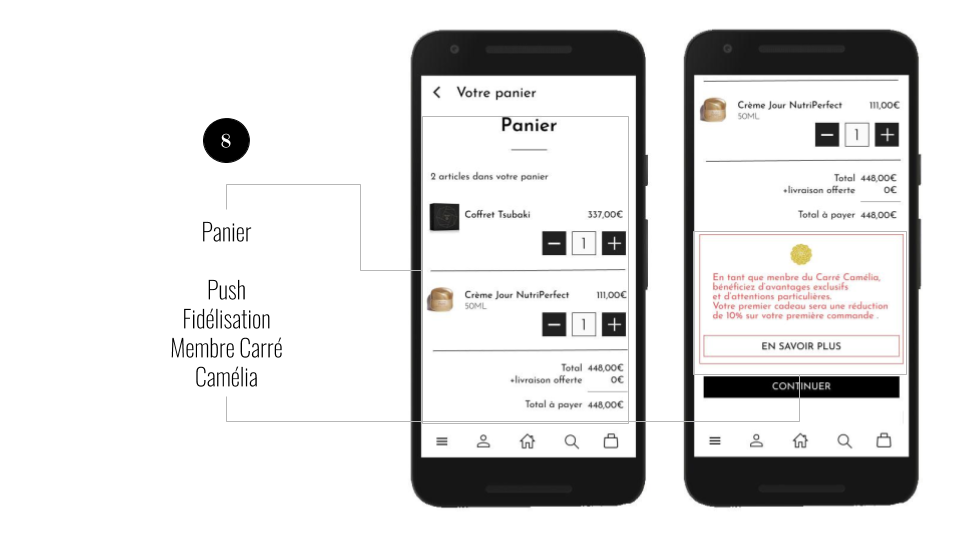 8
Panier
Push
Fidélisation
Membre Carré
Camélia
Votre panier
Panier
2 articles dans votre panier
Coffret Tsubaki 337,00€
1
Crème Jour NutriPerfect 111,00€
50ML
1
Total 448,00€
+livraison offerte 0€
Total à payer 448,00€
Crème Jour NutriPerfect 111,00€
50ML
1
Total 448,00€
+livraison offerte 0€
Total à payer 448,00€
En tant que menbre du Carré Camélia,
bénéficiez d'avantages exclusifs
et d'attentions particulières.
Votre premier cadeau sera une réduction
de 10% sur votre première commande .
EN SAVOIR PLUS
CONTINUER